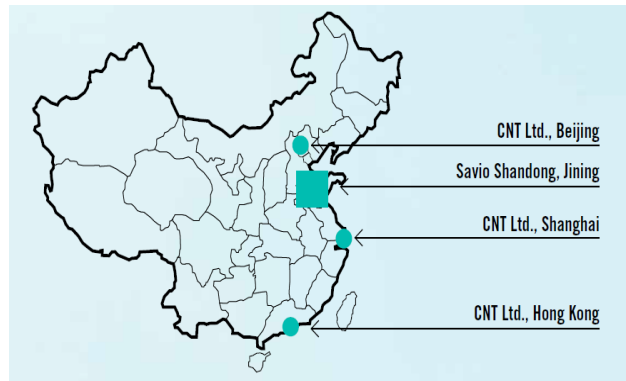 CNT Ltd., Beijing
Savio Shandong, Jining
CNT Ltd., Shanghai
CNT Ltd., Hong Kong